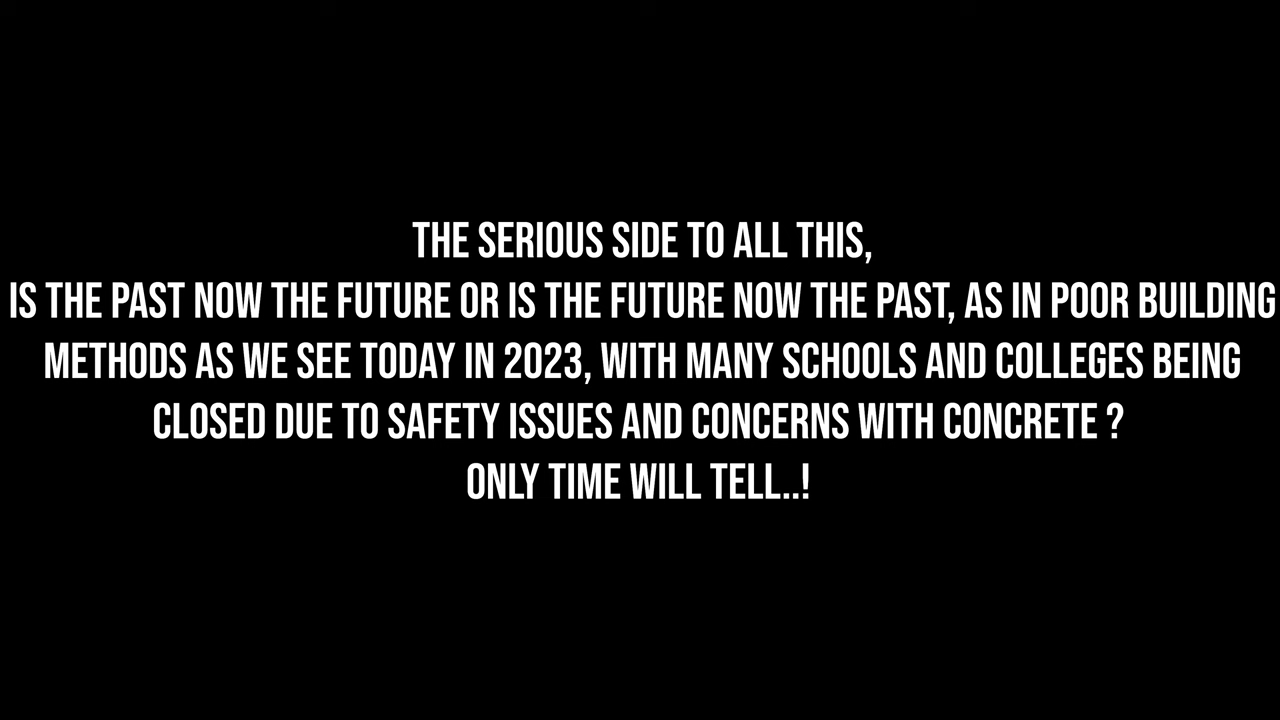 THE SERIOUS SIDE TO ALL THIS,
IS THE PAST NOW THE FUTURE OR IS THE FUTURE NOW THE PAST, AS IN POOR BUILDING
METHODS AS WE SEE TODAY IN 2023, WITH MANY SCHOOLS AND COLLEGES BEING
CLOSED DUE TO SAFETY ISSUES AND CONCERNS WITH CONCRETE ?
ONLY TIME WILL TELL..!